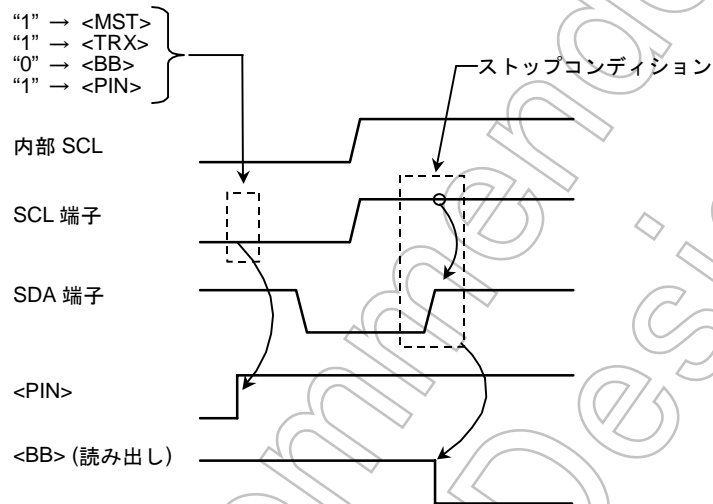 “1” → <MST>
“1” → <TRX>
“0” → <BB>
“1” → <PIN>
ストップコンディション
内部 SCL
SCL 端子
SDA 端子
<PIN>
<BB> (読み出し)